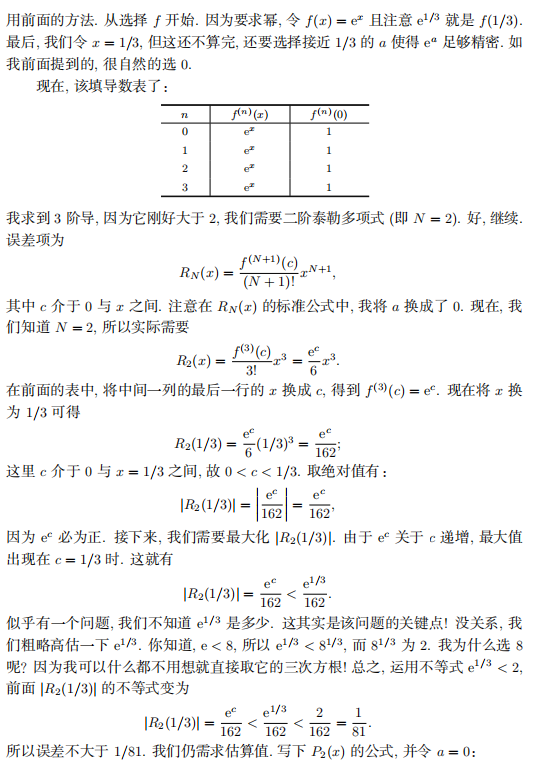 用前面的方法. 从选择 f 开始. 因为要求幂, 令 f(x) = eˣ 且注意 e^{1/3} 就是 f(1/3).
最后, 我们令 x = 1/3, 但这还不算完, 还要选择接近 1/3 的 a 使得 eᵃ 足够精密. 如
我前面提到的, 很自然的选 0.
现在, 该填导数表了:
n f^{(n)}(x) f^{(n)}(0)
0 eˣ 1
1 eˣ 1
2 eˣ 1
3 eˣ 1
我求到 3 阶导, 因为它刚好大于 2, 我们需要二阶泰勒多项式 (即 N = 2). 好, 继续.
误差项为
R_N(x) = \frac{f^{(N+1)}(c)}{(N+1)!}x^{N+1},
其中 c 介于 0 与 x 之间. 注意在 R_N(x) 的标准公式中, 我将 a 换成了 0. 现在, 我
们知道 N = 2, 所以实际需要
R_2(x) = \frac{f^{(3)}(c)}{3!}x^3 = \frac{e^c}{6}x^3.
在前面的表中, 将中间一列的最后一行的 x 换成 c, 得到 f^{(3)}(c) = e^c. 现在将 x 换
为 1/3 可得
R_2(1/3) = \frac{e^c}{6}(1/3)^3 = \frac{e^c}{162};
这里 c 介于 0 与 x = 1/3 之间, 故 0 < c < 1/3. 取绝对值有:
|R_2(1/3)| = \left|\frac{e^c}{162}\right| = \frac{e^c}{162},
因为 e^c 必为正. 接下来, 我们需要最大化 |R_2(1/3)|. 由于 e^c 关于 c 递增, 最大值
出现在 c = 1/3 时. 这就有
|R_2(1/3)| = \frac{e^c}{162} < \frac{e^{1/3}}{162}.
似乎有一个问题, 我们不知道 e^{1/3} 是多少. 这其实是该问题的关键点! 没关系, 我
们粗略高估一下 e^{1/3}. 你知道, e < 8, 所以 e^{1/3} < 8^{1/3}, 而 8^{1/3} 为 2. 我为什么选 8
呢? 因为我可以什么都不用想就直接取它的三次方根! 总之, 运用不等式 e^{1/3} < 2,
前面 |R_2(1/3)| 的不等式变为
|R_2(1/3)| = \frac{e^c}{162} < \frac{e^{1/3}}{162} < \frac{2}{162} = \frac{1}{81}.
所以误差不大于 1/81. 我们仍需求估算值. 写下 P_2(x) 的公式, 并令 a = 0: